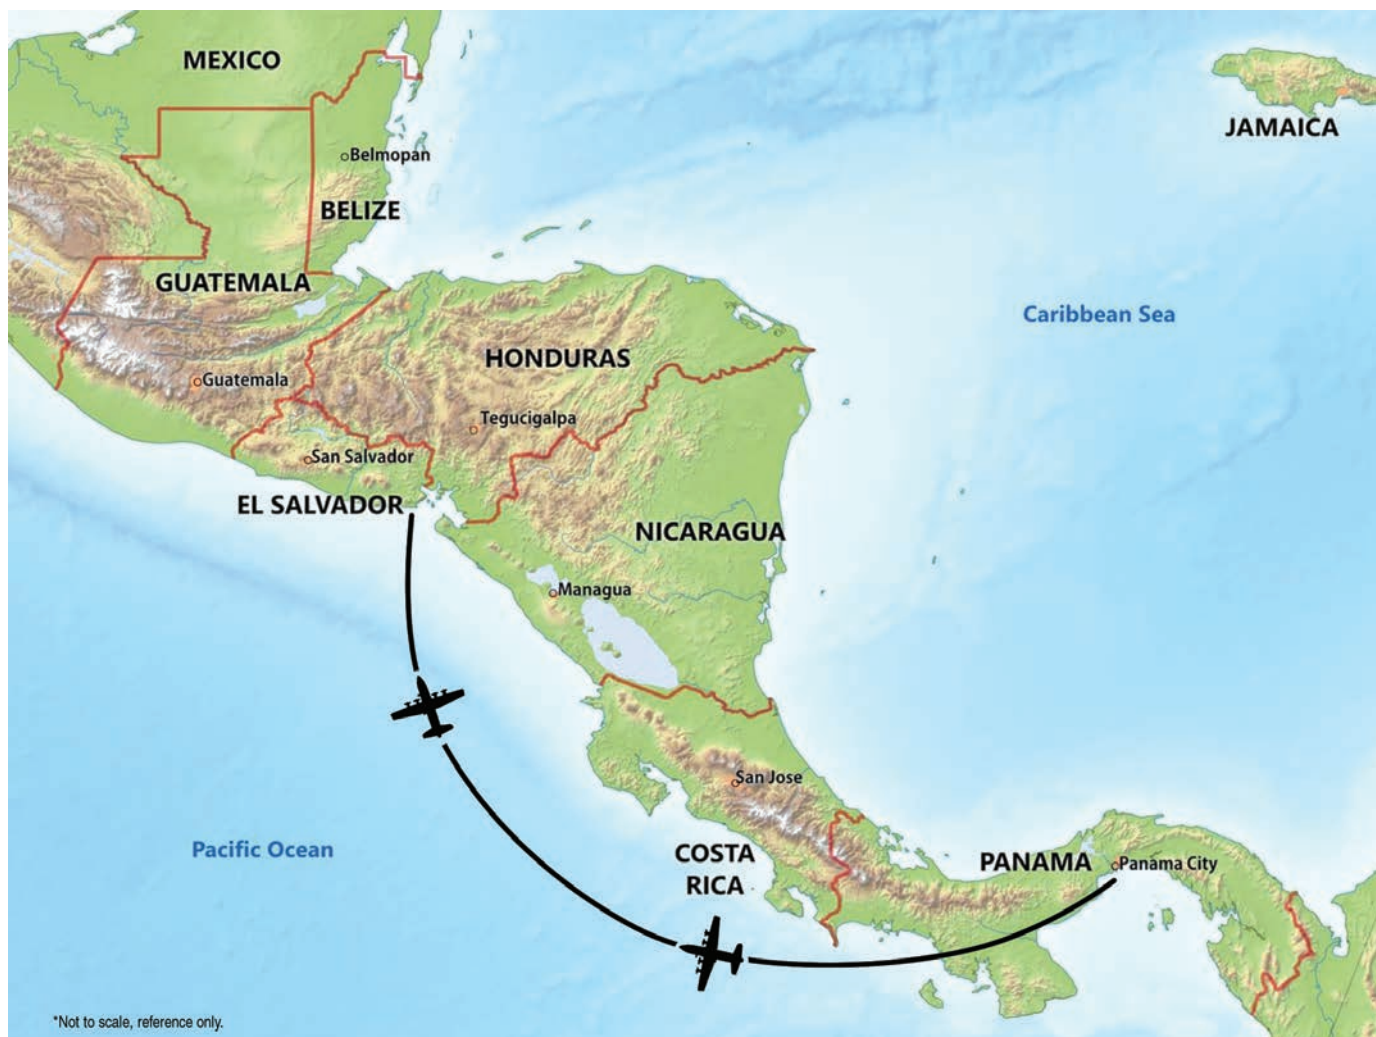 MEXICO
JAMAICA
Belmopan
BELIZE
GUATEMALA
Caribbean Sea
HONDURAS
Guatemala
Tegucigalpa
San Salvador
EL SALVADOR
NICARAGUA
Managua
San Jose
Pacific Ocean
COSTA
RICA
PANAMA
Panama City
*Not to scale, reference only.